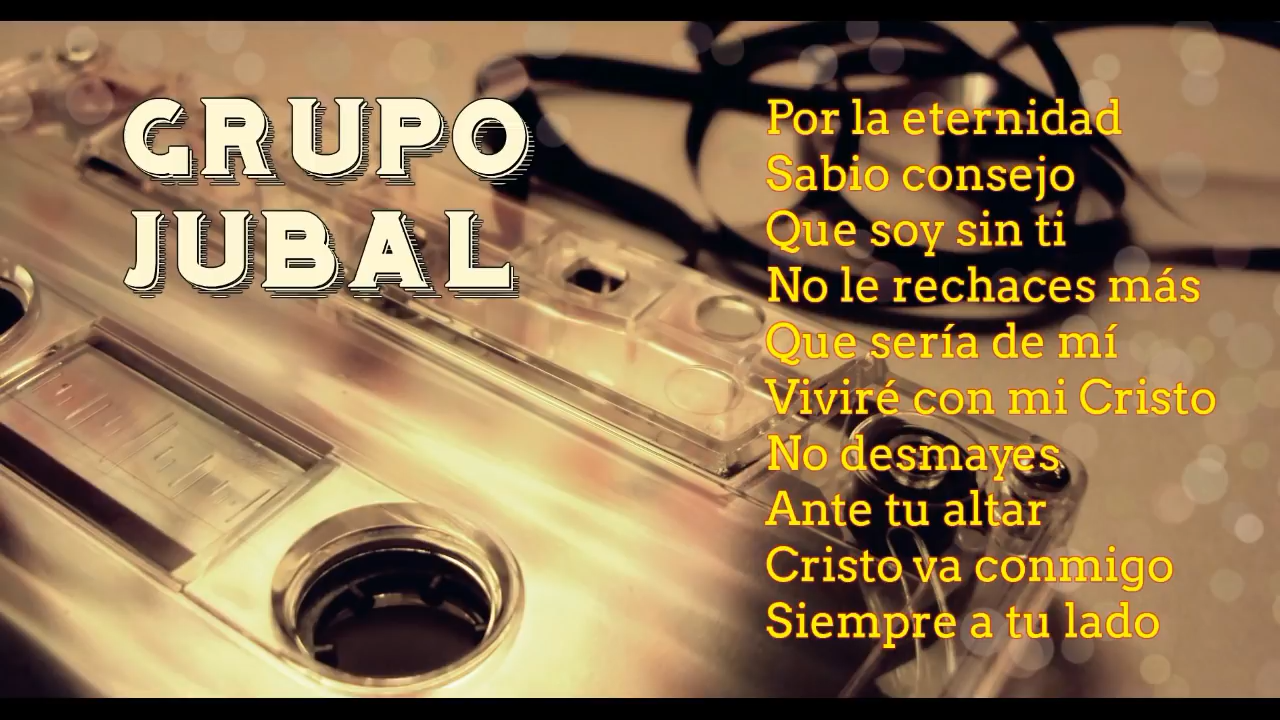 GRUPO
JUBAL
Por la eternidad
Sabio consejo
Que soy sin ti
No le rechaces más
Que sería de mí
Viviré con mi Cristo
No desmayes
Ante tu altar
Cristo va conmigo
Siempre a tu lado